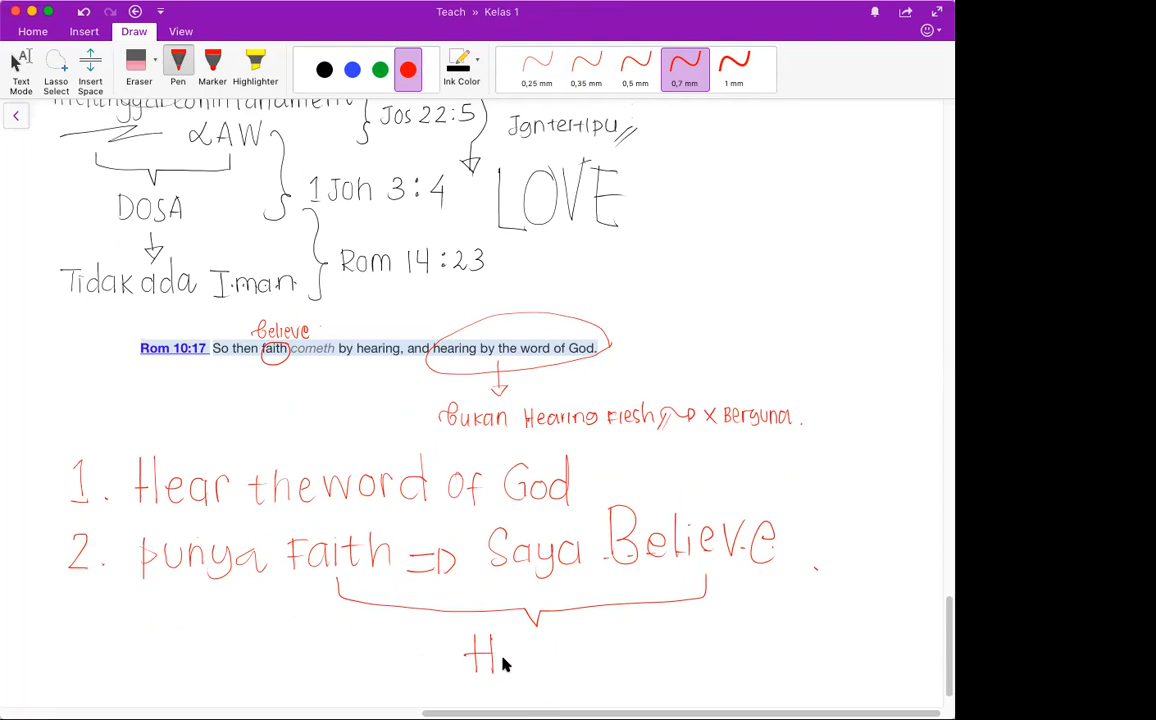 Teach » Kelas 1
Home Insert Draw View
Text Mode Lasso Select Insert Space Eraser Pen Marker Highlighter Ink Color 0,25 mm 0,35 mm 0,5 mm 0,7 mm 1 mm
LAW
Jos 22:5
DOSA
1 Joh 3:4
LOVE
Tidak ada Iman
Rom 14:23
believe
Rom 10:17 So then faith cometh by hearing, and hearing by the word of God.
Bukan Hearing Flesh x Berguna.
1. Hear the word of God
2. punya Faith => Saya Believe.
H